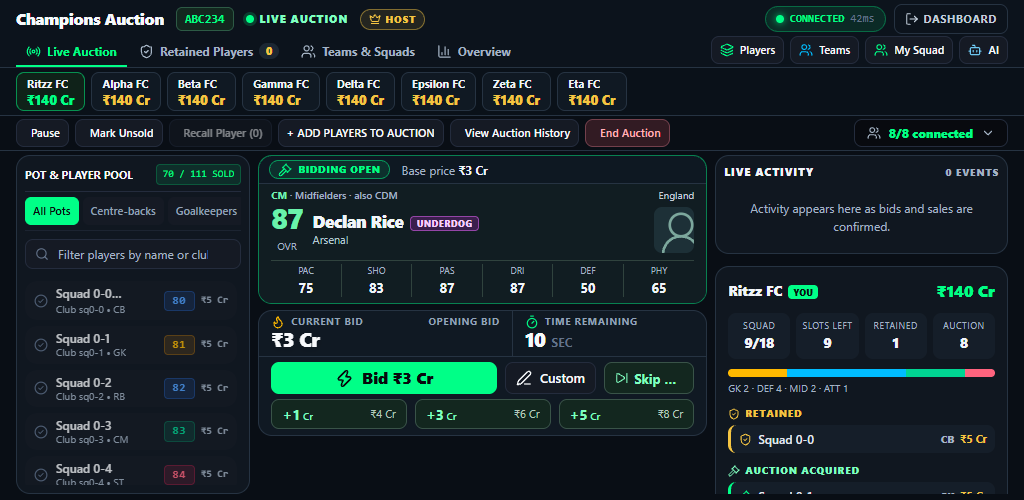 Champions Auction ABC234 LIVE AUCTION HOST CONNECTED 42ms DASHBOARD
Live Auction Retained Players 0 Teams & Squads Overview Players Teams My Squad AI
Ritzz FC Alpha FC Beta FC Gamma FC Delta FC Epsilon FC Zeta FC Eta FC
₹140 Cr ₹140 Cr ₹140 Cr ₹140 Cr ₹140 Cr ₹140 Cr ₹140 Cr ₹140 Cr
Pause Mark Unsold Recall Player (0) + ADD PLAYERS TO AUCTION View Auction History End Auction 8/8 connected
POT & PLAYER POOL 70 / 111 SOLD
All Pots Centre-backs Goalkeepers
Filter players by name or clu
Squad 0-0... 80 ₹5 Cr
Club sq0-0 • CB
Squad 0-1 81 ₹5 Cr
Club sq0-1 • GK
Squad 0-2 82 ₹5 Cr
Club sq0-2 • RB
Squad 0-3 83 ₹5 Cr
Club sq0-3 • CM
Squad 0-4 84 ₹5 Cr
Club sq0-4 • ST
BIDDING OPEN Base price ₹3 Cr
CM · Midfielders · also CDM England
87 Declan Rice UNDERDOG
OVR Arsenal
PAC SHO PAS DRI DEF PHY
75 83 87 87 50 65
CURRENT BID OPENING BID TIME REMAINING
₹3 Cr 10 SEC
Bid ₹3 Cr Custom Skip ...
+1 Cr ₹4 Cr +3 Cr ₹6 Cr +5 Cr ₹8 Cr
LIVE ACTIVITY 0 EVENTS
Activity appears here as bids and sales are
confirmed.
Ritzz FC YOU ₹140 Cr
SQUAD SLOTS LEFT RETAINED AUCTION
9/18 9 1 8
GK 2 · DEF 4 · MID 2 · ATT 1
RETAINED
Squad 0-0 CB ₹5 Cr
AUCTION ACQUIRED